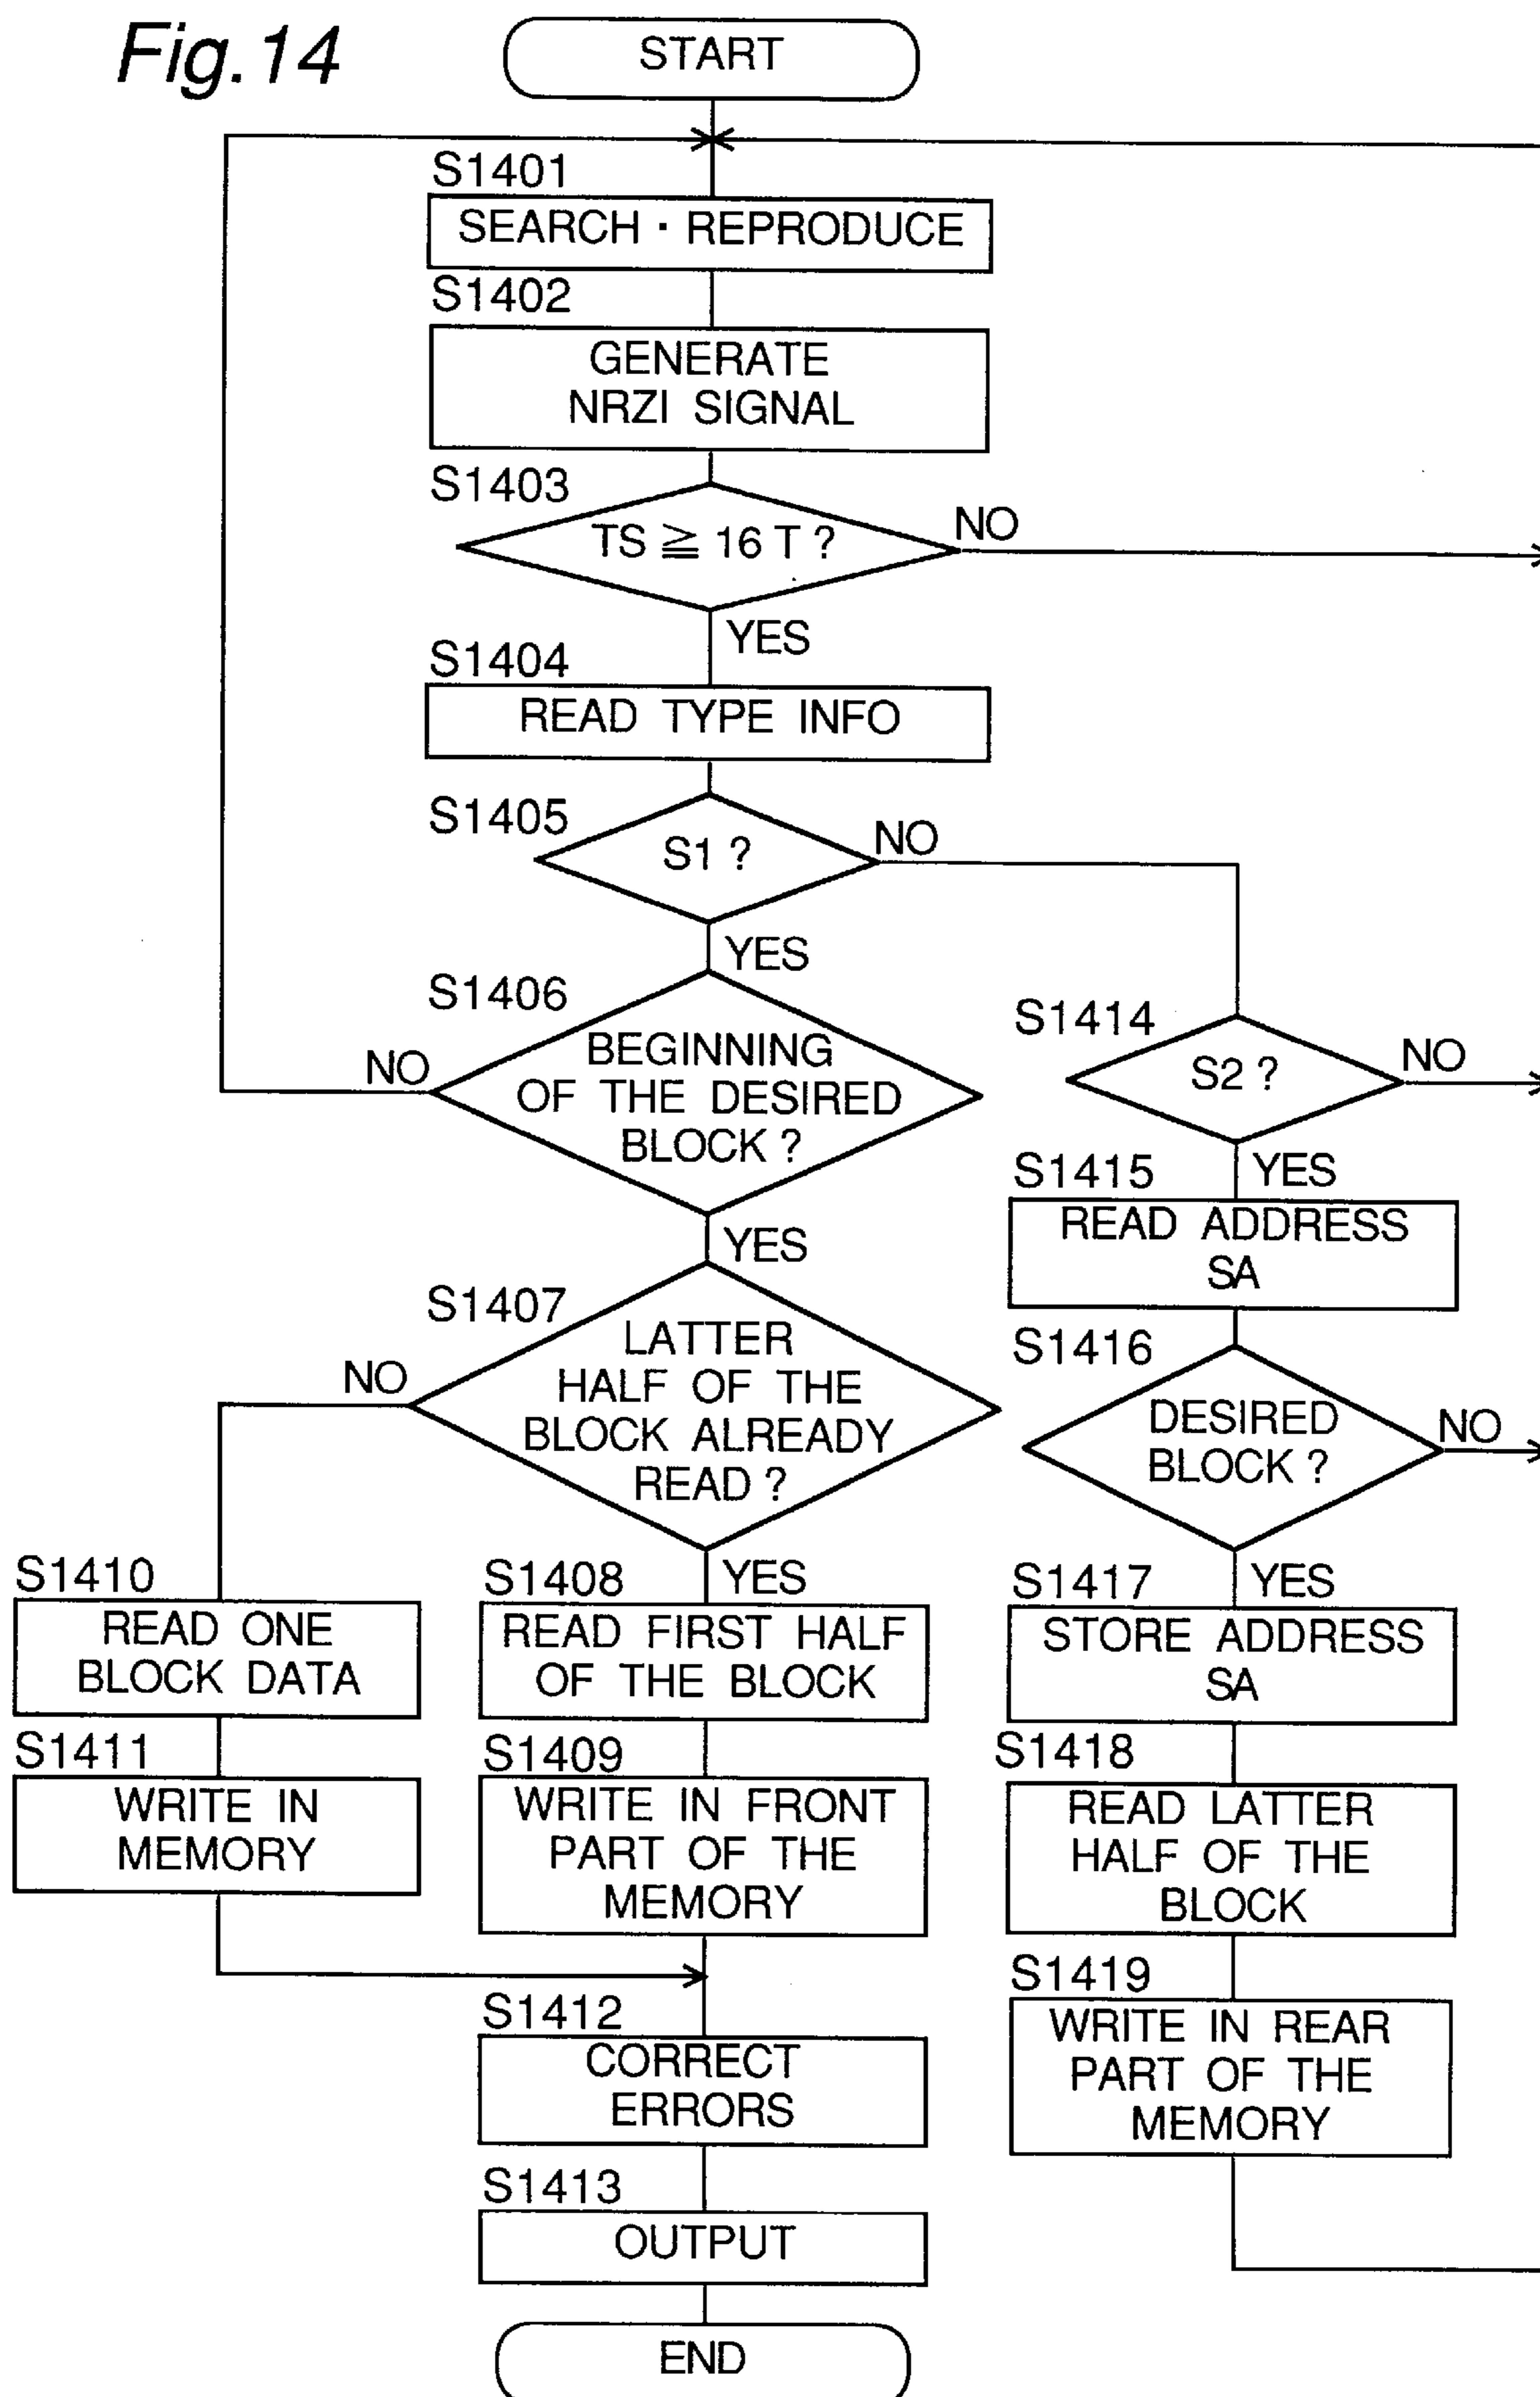 Fig.14
START
S1401
SEARCH · REPRODUCE
S1402
GENERATE
NRZI SIGNAL
S1403
TS ≧ 16 T ?
NO
YES
S1404
READ TYPE INFO
S1405
S1 ?
NO
YES
S1406
BEGINNING
OF THE DESIRED
BLOCK ?
NO
YES
S1407
LATTER
HALF OF THE
BLOCK ALREADY
READ ?
NO
YES
S1410
READ ONE
BLOCK DATA
S1411
WRITE IN
MEMORY
S1408
READ FIRST HALF
OF THE BLOCK
S1409
WRITE IN FRONT
PART OF THE
MEMORY
S1412
CORRECT
ERRORS
S1413
OUTPUT
END
S1414
S2 ?
NO
YES
S1415
READ ADDRESS
SA
S1416
DESIRED
BLOCK ?
NO
YES
S1417
STORE ADDRESS
SA
S1418
READ LATTER
HALF OF THE
BLOCK
S1419
WRITE IN REAR
PART OF THE
MEMORY